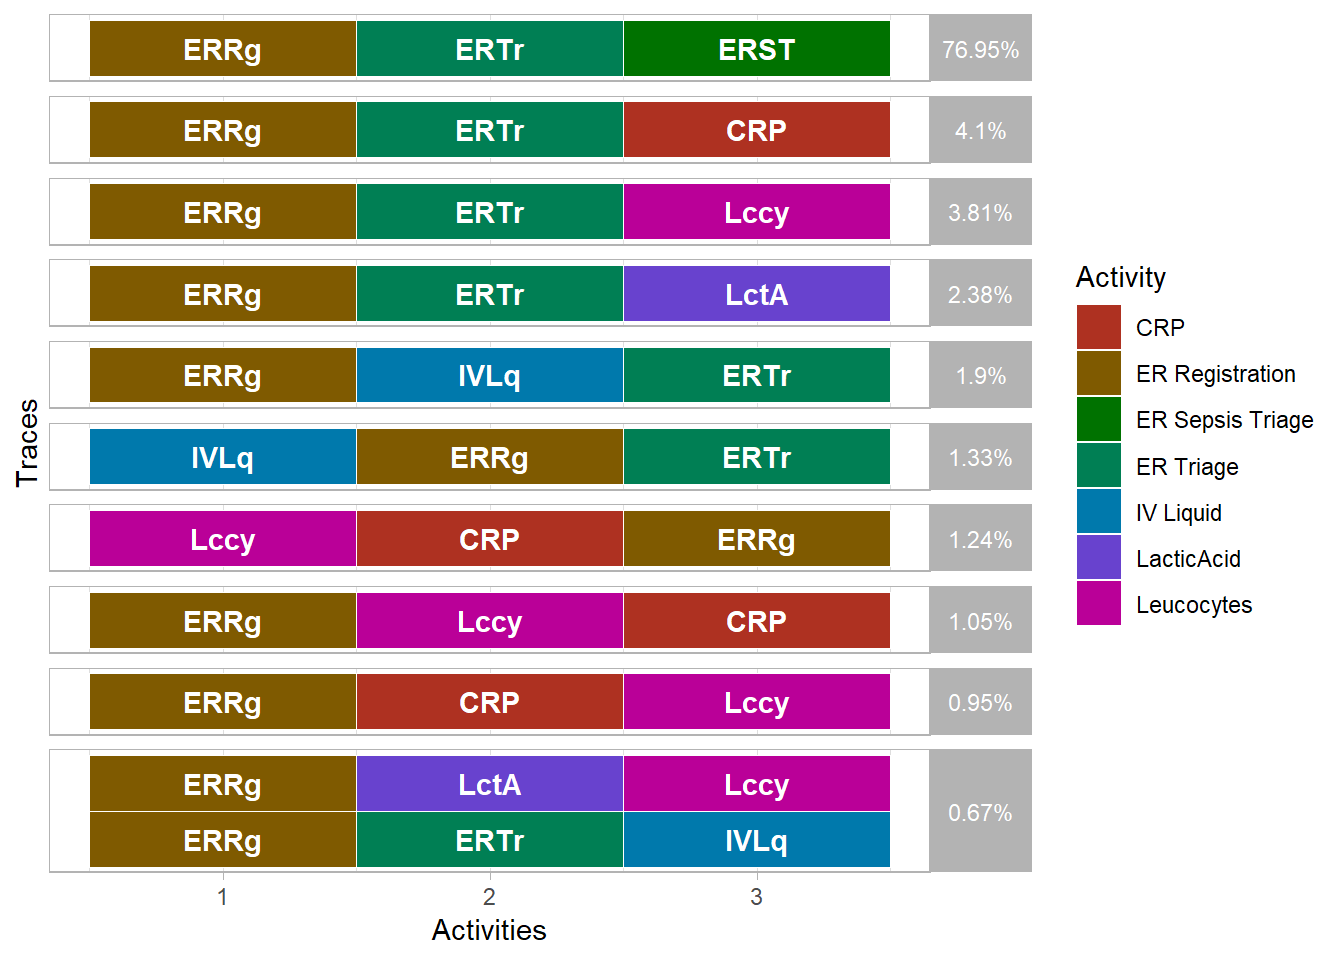 ERRg ERTr ERST 76.95%
ERRg ERTr CRP 4.1%
ERRg ERTr Lccy 3.81%
ERRg ERTr LctA 2.38%
ERRg IVLq ERTr 1.9%
IVLq ERRg ERTr 1.33%
Lccy CRP ERRg 1.24%
ERRg Lccy CRP 1.05%
ERRg CRP Lccy 0.95%
ERRg LctA Lccy
0.67%
ERRg ERTr IVLq
1 2 3
Activities
Traces
Activity
CRP
ER Registration
ER Sepsis Triage
ER Triage
IV Liquid
LacticAcid
Leucocytes